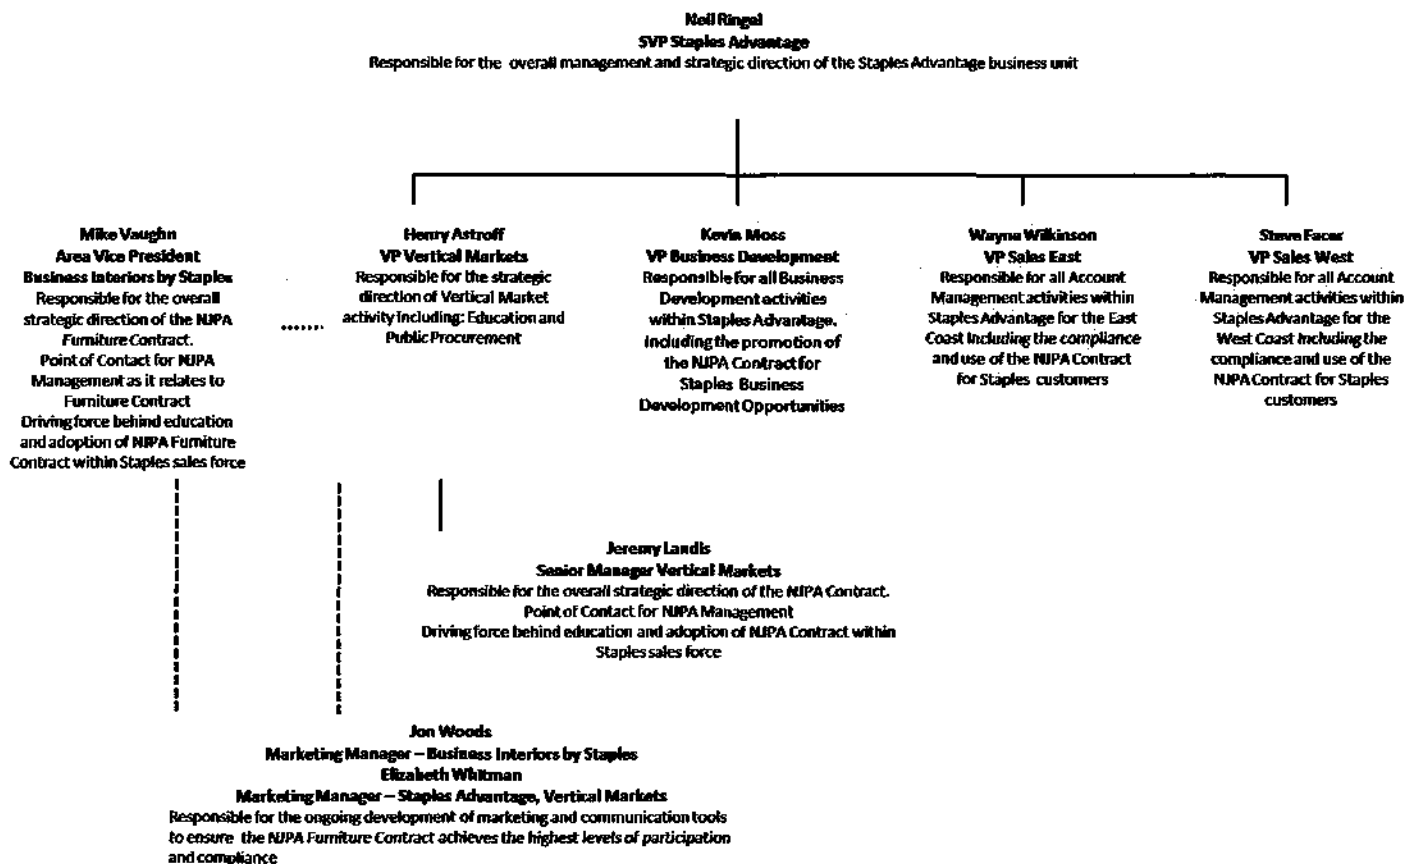 Neil Ringel
SVP Staples Advantage
Responsible for the overall management and strategic direction of the Staples Advantage business unit
Mike Vaughn
Area Vice President
Business Interiors by Staples
Responsible for the overall
strategic direction of the NJPA
Furniture Contract.
Point of Contact for NJPA
Management as it relates to
Furniture Contract
Driving force behind education
and adoption of NJPA Furniture
Contract within Staples sales force
Henry Astroff
VP Vertical Markets
Responsible for the strategic
direction of Vertical Market
activity including: Education and
Public Procurement
Kevin Moss
VP Business Development
Responsible for all Business
Development activities
within Staples Advantage,
including the promotion of
the NJPA Contract for
Staples Business
Development Opportunities
Wayne Wilkinson
VP Sales East
Responsible for all Account
Management activities within
Staples Advantage for the East
Coast including the compliance
and use of the NJPA Contract
for Staples customers
Steve Facer
VP Sales West
Responsible for all Account
Management activities within
Staples Advantage for the
West Coast including the
compliance and use of the
NJPA Contract for Staples
customers
Jeremy Landis
Senior Manager Vertical Markets
Responsible for the overall strategic direction of the NJPA Contract.
Point of Contact for NJPA Management
Driving force behind education and adoption of NJPA Contract within
Staples sales force
Jon Woods
Marketing Manager – Business Interiors by Staples
Elizabeth Whitman
Marketing Manager – Staples Advantage, Vertical Markets
Responsible for the ongoing development of marketing and communication tools
to ensure the NJPA Furniture Contract achieves the highest levels of participation
and compliance